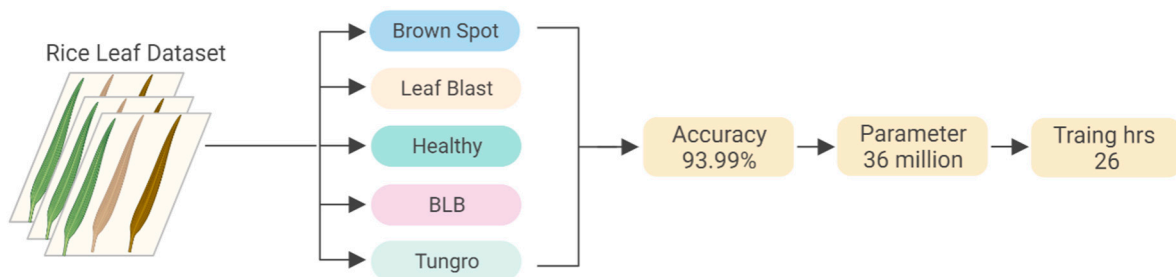 Rice Leaf Dataset
Brown Spot
Leaf Blast
Healthy
BLB
Tungro
Accuracy
93.99%
Parameter
36 million
Traing hrs
26